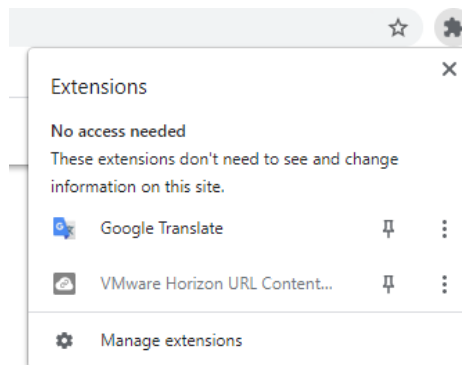 Extensions
No access needed
These extensions don't need to see and change
information on this site.
Google Translate
VMware Horizon URL Content...
Manage extensions